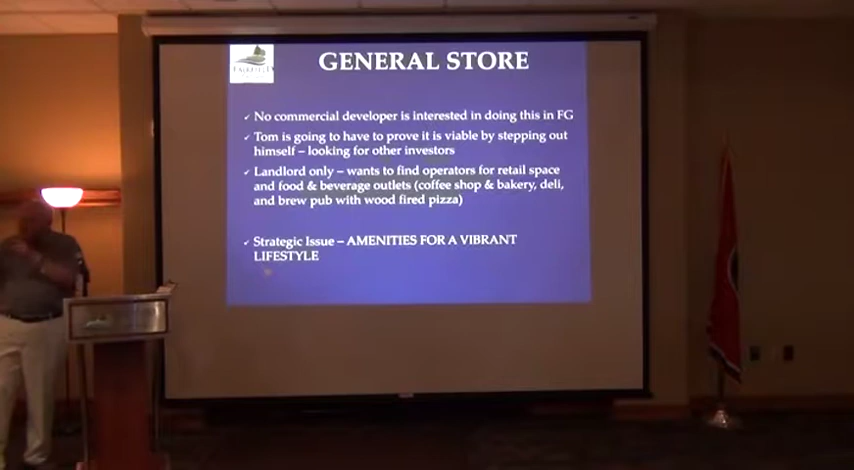 GENERAL STORE
✓ No commercial developer is interested in doing this in FG
✓ Tom is going to have to prove it is viable by stepping out
himself – looking for other investors
✓ Landlord only – wants to find operators for retail space
and food & beverage outlets (coffee shop & bakery, deli,
and brew pub with wood fired pizza)
✓ Strategic Issue – AMENITIES FOR A VIBRANT
LIFESTYLE